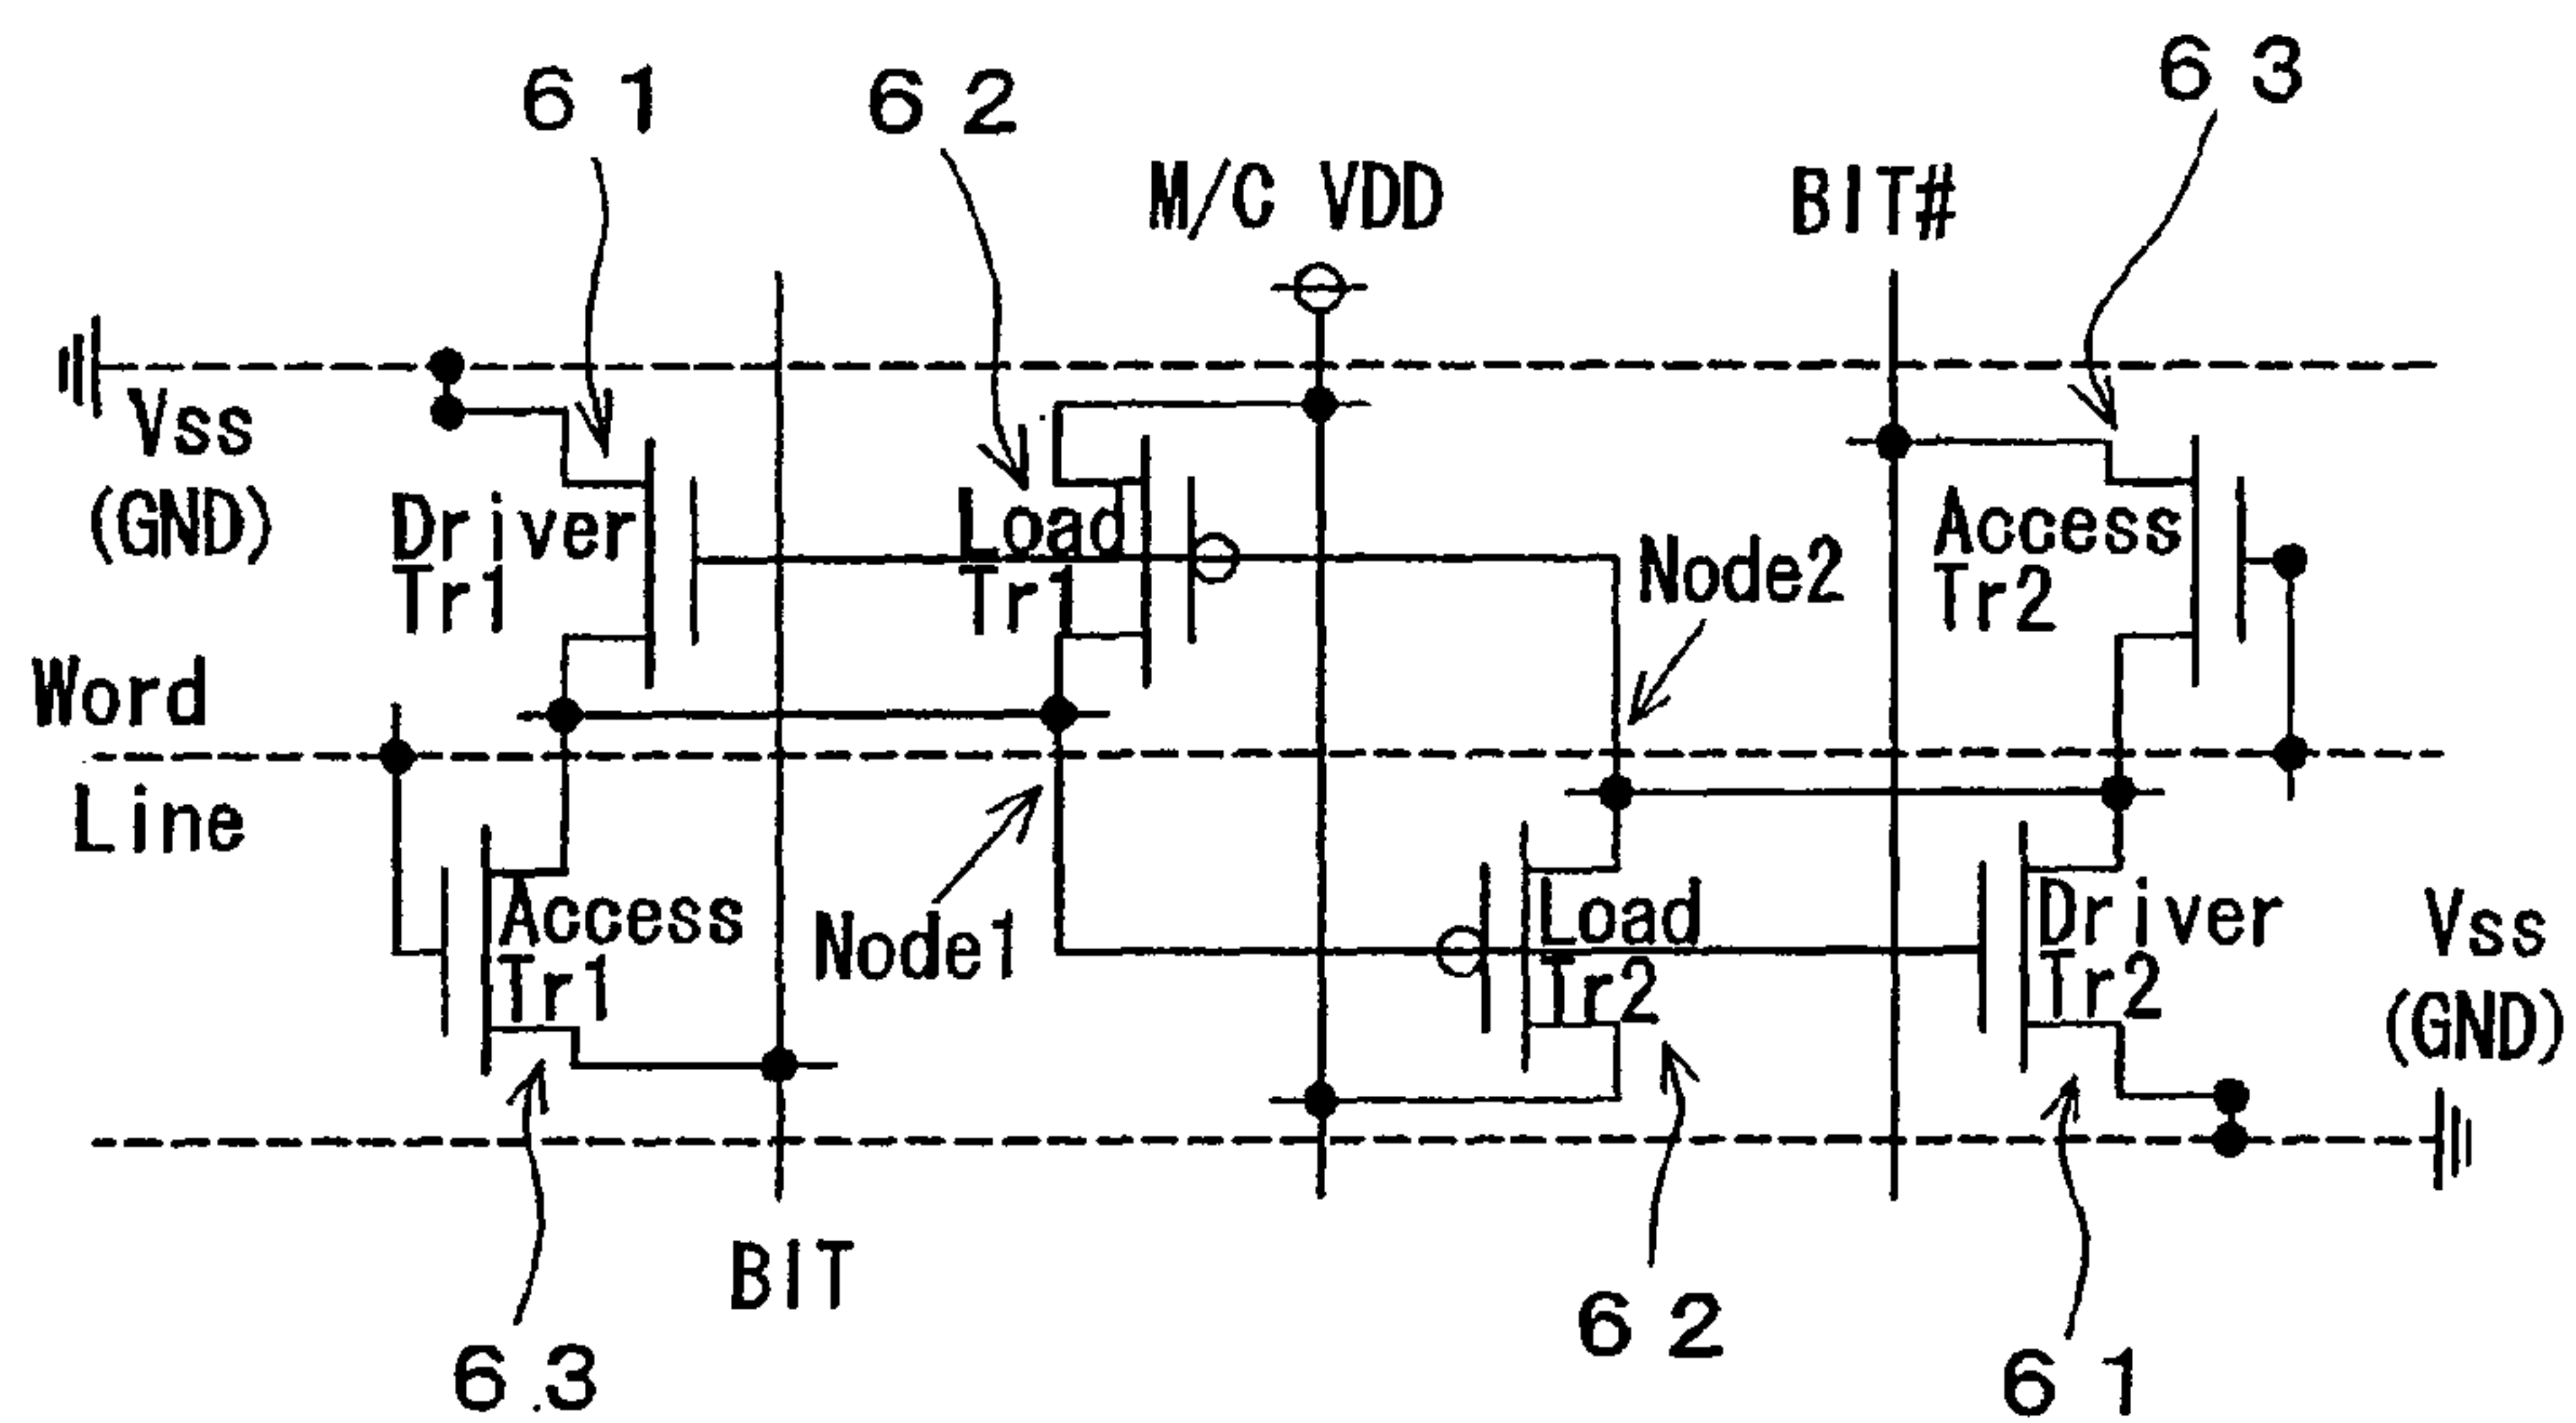 61
62
63
M/C VDD
BIT#
Vss
(GND)
Driver
Tr1
Load
Tr1
Node2
Access
Tr2
Word
Line
Access
Tr1
Node1
Load
Tr2
Driver
Tr2
Vss
(GND)
BIT
63
62
61